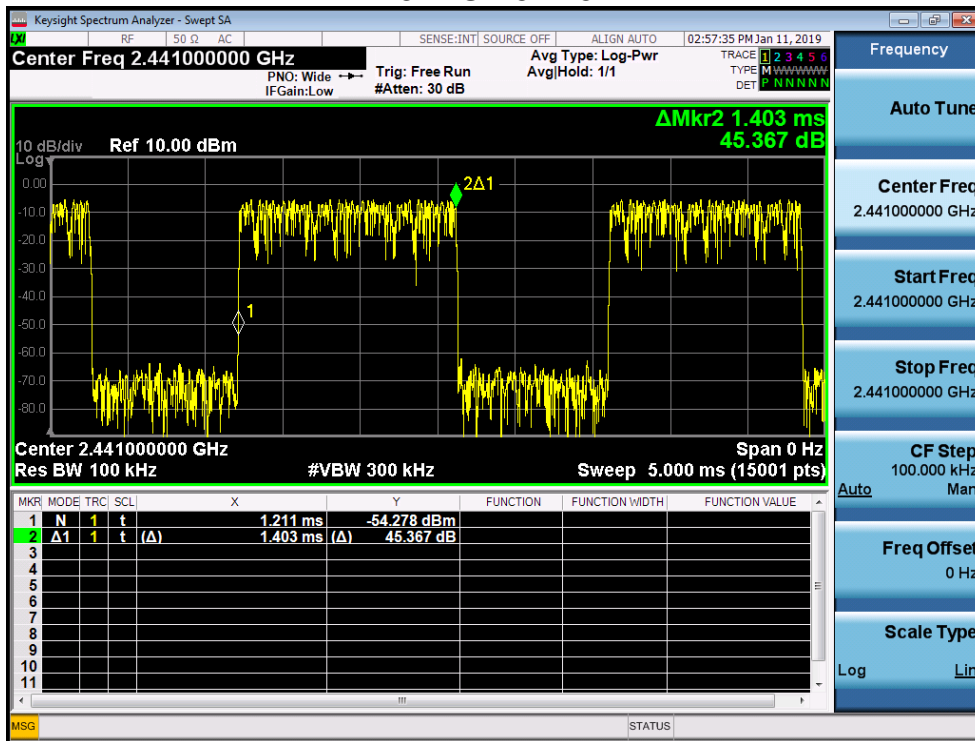 Keysight Spectrum Analyzer - Swept SA
LXI RF 50 Ω AC SENSE:INT SOURCE OFF ALIGN AUTO 02:57:35 PM Jan 11, 2019
Center Freq 2.441000000 GHz
PNO: Wide
IFGain:Low
Trig: Free Run
#Atten: 30 dB
Avg Type: Log-Pwr
Avg|Hold: 1/1
TRACE 1 2 3 4 5 6
TYPE M WWWWW
DET P N N N N N
ΔMkr2 1.403 ms
45.367 dB
10 dB/div Ref 10.00 dBm
Log
0.00
-10.0
-20.0
-30.0
-40.0
-50.0
-60.0
-70.0
-80.0
2Δ1
1
Center 2.441000000 GHz Span 0 Hz
Res BW 100 kHz #VBW 300 kHz Sweep 5.000 ms (15001 pts)
MKR MODE TRC SCL X Y FUNCTION FUNCTION WIDTH FUNCTION VALUE
1 N 1 t 1.211 ms -54.278 dBm
2 Δ1 1 t (Δ) 1.403 ms (Δ) 45.367 dB
3
4
5
6
7
8
9
10
11
MSG STATUS
Frequency
Auto Tune
Center Freq
2.441000000 GHz
Start Freq
2.441000000 GHz
Stop Freq
2.441000000 GHz
CF Step
100.000 kHz
Auto Man
Freq Offset
0 Hz
Scale Type
Log Lin